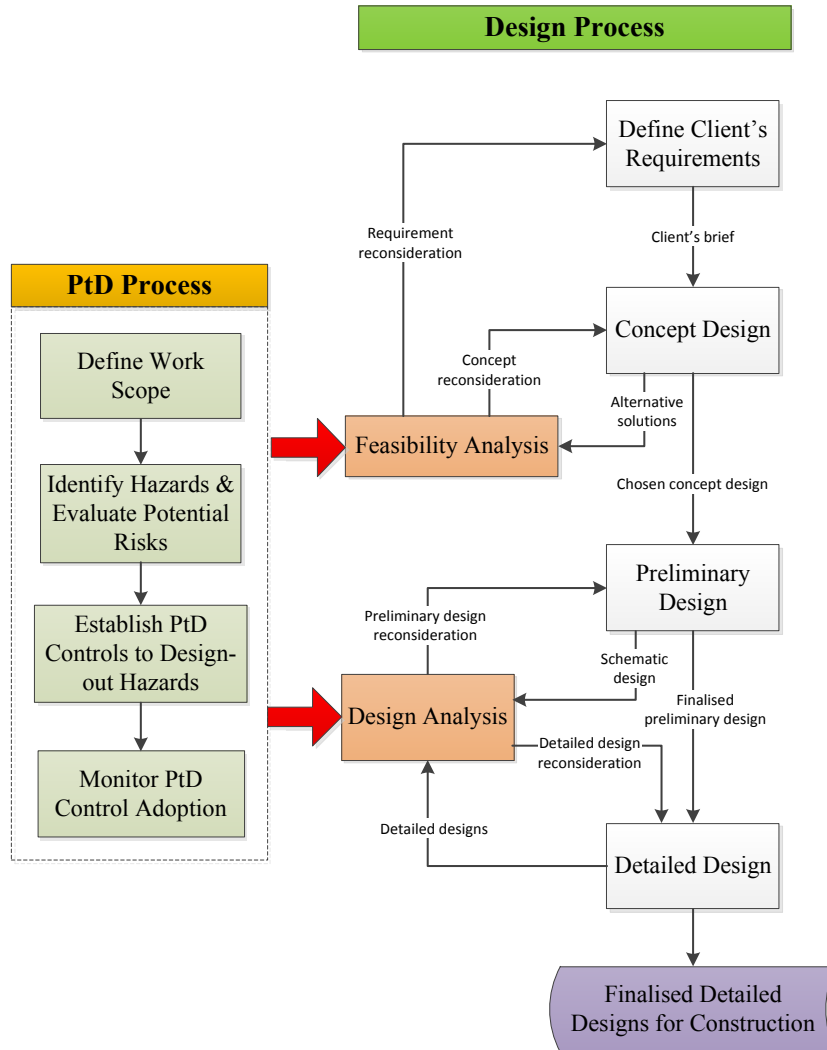 Design Process
Define Client’s
Requirements
Requirement
reconsideration
Client’s brief
PtD Process
Define Work
Scope
Concept Design
Concept
reconsideration
Alternative
solutions
Feasibility Analysis
Identify Hazards &
Evaluate Potential
Risks
Chosen concept design
Preliminary
Design
Preliminary design
reconsideration
Establish PtD
Controls to Design-
out Hazards
Schematic
design
Design Analysis
Finalised
preliminary design
Detailed design
reconsideration
Monitor PtD
Control Adoption
Detailed designs
Detailed Design
Finalised Detailed
Designs for Construction